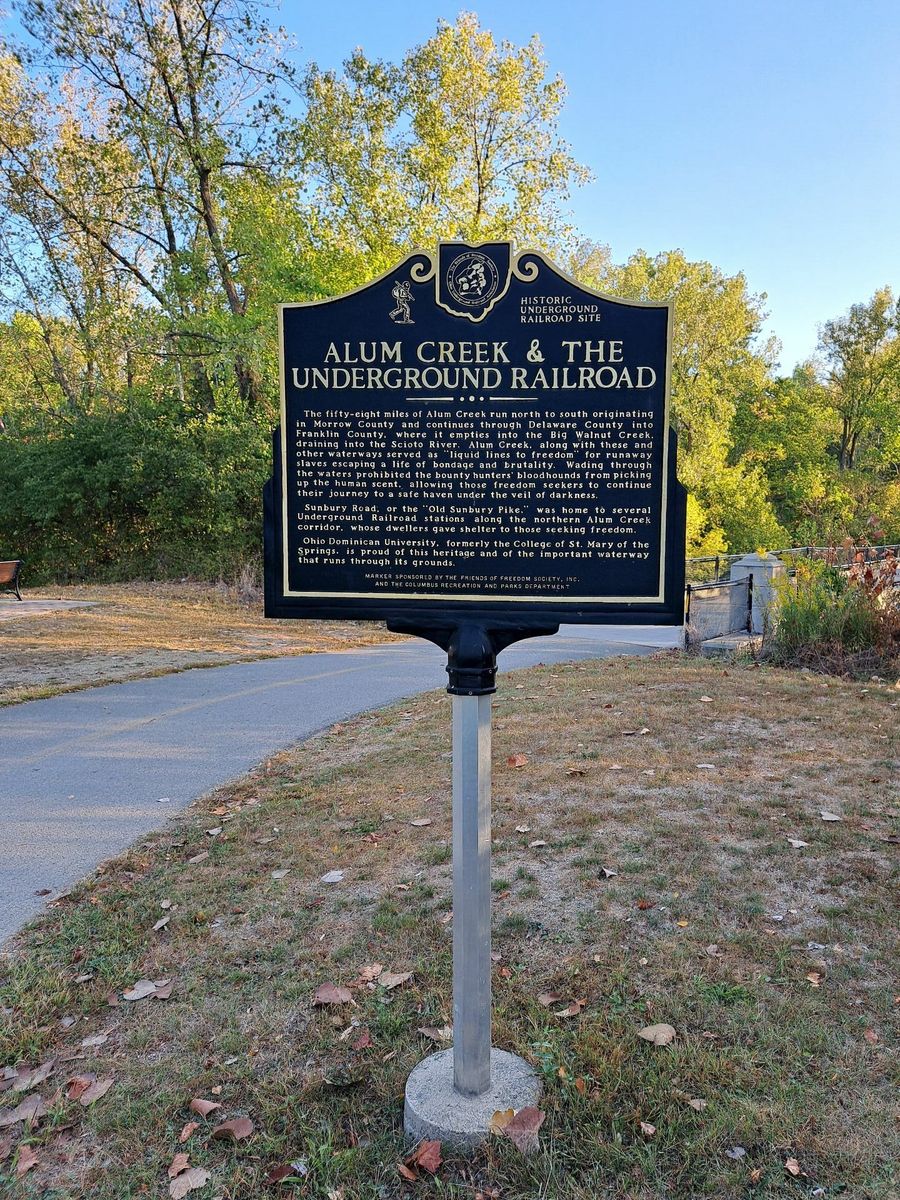 HISTORIC
UNDERGROUND
RAILROAD SITE
ALUM CREEK & THE
UNDERGROUND RAILROAD
The fifty-eight miles of Alum Creek run north to south originating
in Morrow County and continues through Delaware County into
Franklin County, where it empties into the Big Walnut Creek,
draining into the Scioto River. Alum Creek, along with these and
other waterways served as "liquid lines to freedom" for runaway
slaves escaping a life of bondage and brutality. Wading through
the waters prohibited the bounty hunters' bloodhounds from picking
up the human scent, allowing those freedom seekers to continue
their journey to a safe haven under the veil of darkness.
Sunbury Road, or the "Old Sunbury Pike," was home to several
Underground Railroad stations along the northern Alum Creek
corridor, whose dwellers gave shelter to those seeking freedom.
Ohio Dominican University, formerly the College of St. Mary of the
Springs, is proud of this heritage and of the important waterway
that runs through its grounds.
MARKER SPONSORED BY THE FRIENDS OF FREEDOM SOCIETY, INC.
AND THE COLUMBUS RECREATION AND PARKS DEPARTMENT